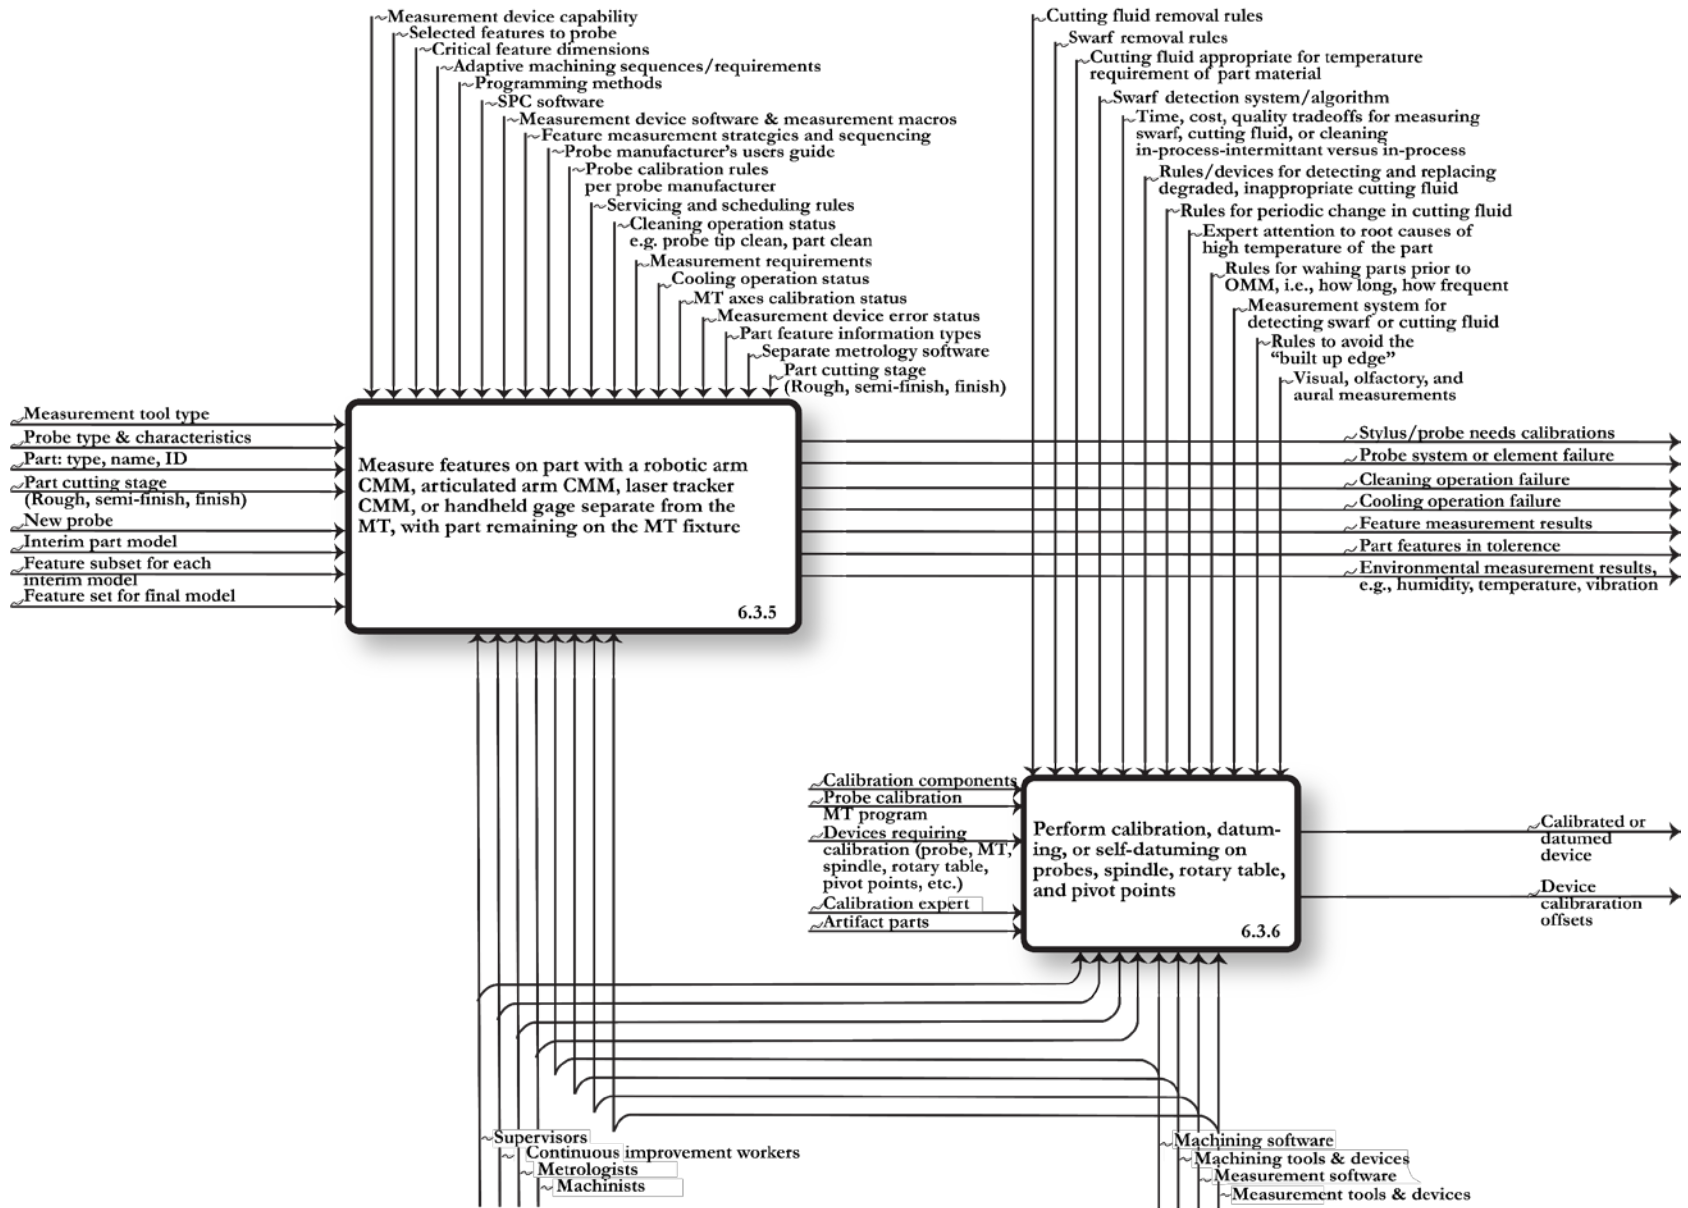 Measurement device capability
Selected features to probe
Critical feature dimensions
Adaptive machining sequences/requirements
Programming methods
SPC software
Measurement device software & measurement macros
Feature measurement strategies and sequencing
Probe manufacturer's users guide
Probe calibration rules
per probe manufacturer
Servicing and scheduling rules
Cleaning operation status
e.g. probe tip clean, part clean
Measurement requirements
Cooling operation status
MT axes calibration status
Measurement device error status
Part feature information types
Separate metrology software
Part cutting stage
(Rough, semi-finish, finish)
Cutting fluid removal rules
Swarf removal rules
Cutting fluid appropriate for temperature
requirement of part material
Swarf detection system/algorithm
Time, cost, quality tradeoffs for measuring
swarf, cutting fluid, or cleaning
in-process-intermittant versus in-process
Rules/devices for detecting and replacing
degraded, inappropriate cutting fluid
Rules for periodic change in cutting fluid
Expert attention to root causes of
high temperature of the part
Rules for wahing parts prior to
OMM, i.e., how long, how frequent
Measurement system for
detecting swarf or cutting fluid
Rules to avoid the
"built up edge"
Visual, olfactory, and
aural measurements
Measurement tool type
Probe type & characteristics
Part: type, name, ID
Part cutting stage
(Rough, semi-finish, finish)
New probe
Interim part model
Feature subset for each
interim model
Feature set for final model
Measure features on part with a robotic arm
CMM, articulated arm CMM, laser tracker
CMM, or handheld gage separate from the
MT, with part remaining on the MT fixture
6.3.5
Stylus/probe needs calibrations
Probe system or element failure
Cleaning operation failure
Cooling operation failure
Feature measurement results
Part features in tolerence
Environmental measurement results,
e.g., humidity, temperature, vibration
Calibration components
Probe calibration
MT program
Devices requiring
calibration (probe, MT,
spindle, rotary table,
pivot points, etc.)
Calibration expert
Artifact parts
Perform calibration, datum-
ing, or self-datuming on
probes, spindle, rotary table,
and pivot points
6.3.6
Calibrated or
datumed
device
Device
calibraration
offsets
Supervisors
Continuous improvement workers
Metrologists
Machinists
Machining software
Machining tools & devices
Measurement software
Measurement tools & devices